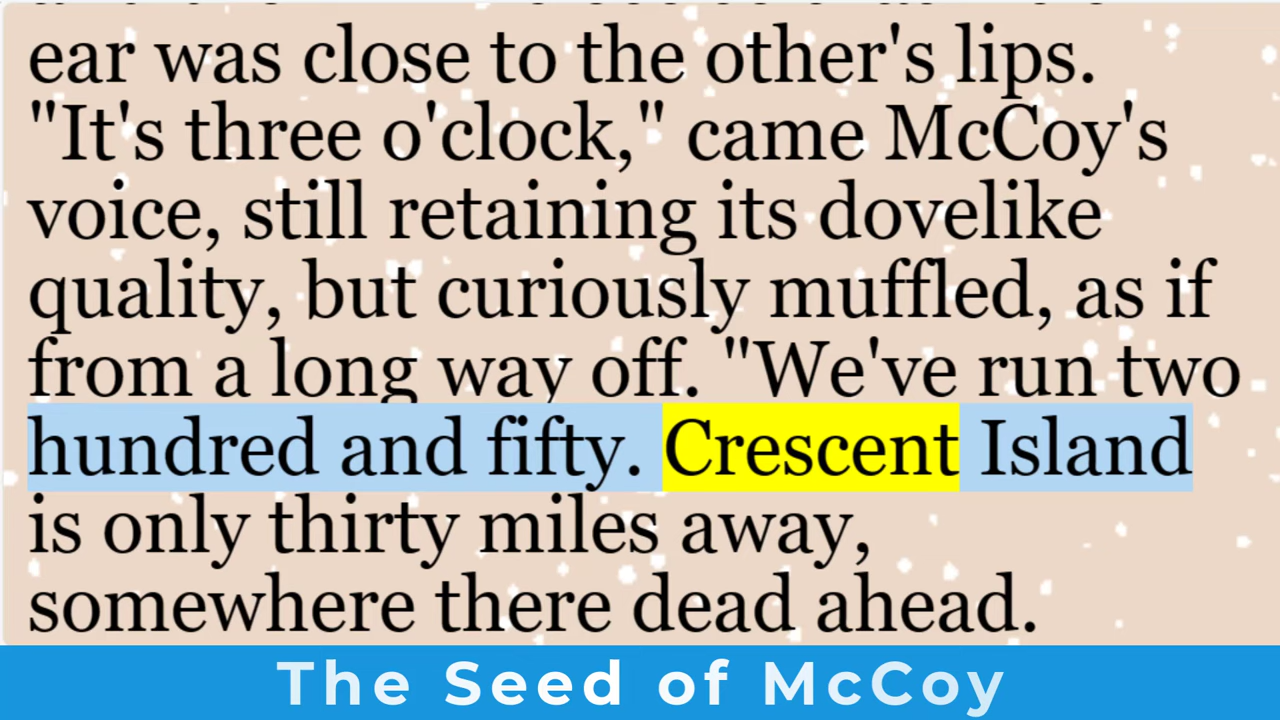 ear was close to the other's lips.
"It's three o'clock," came McCoy's
voice, still retaining its dovelike
quality, but curiously muffled, as if
from a long way off. "We've run two
hundred and fifty. Crescent Island
is only thirty miles away,
somewhere there dead ahead.
The Seed of McCoy